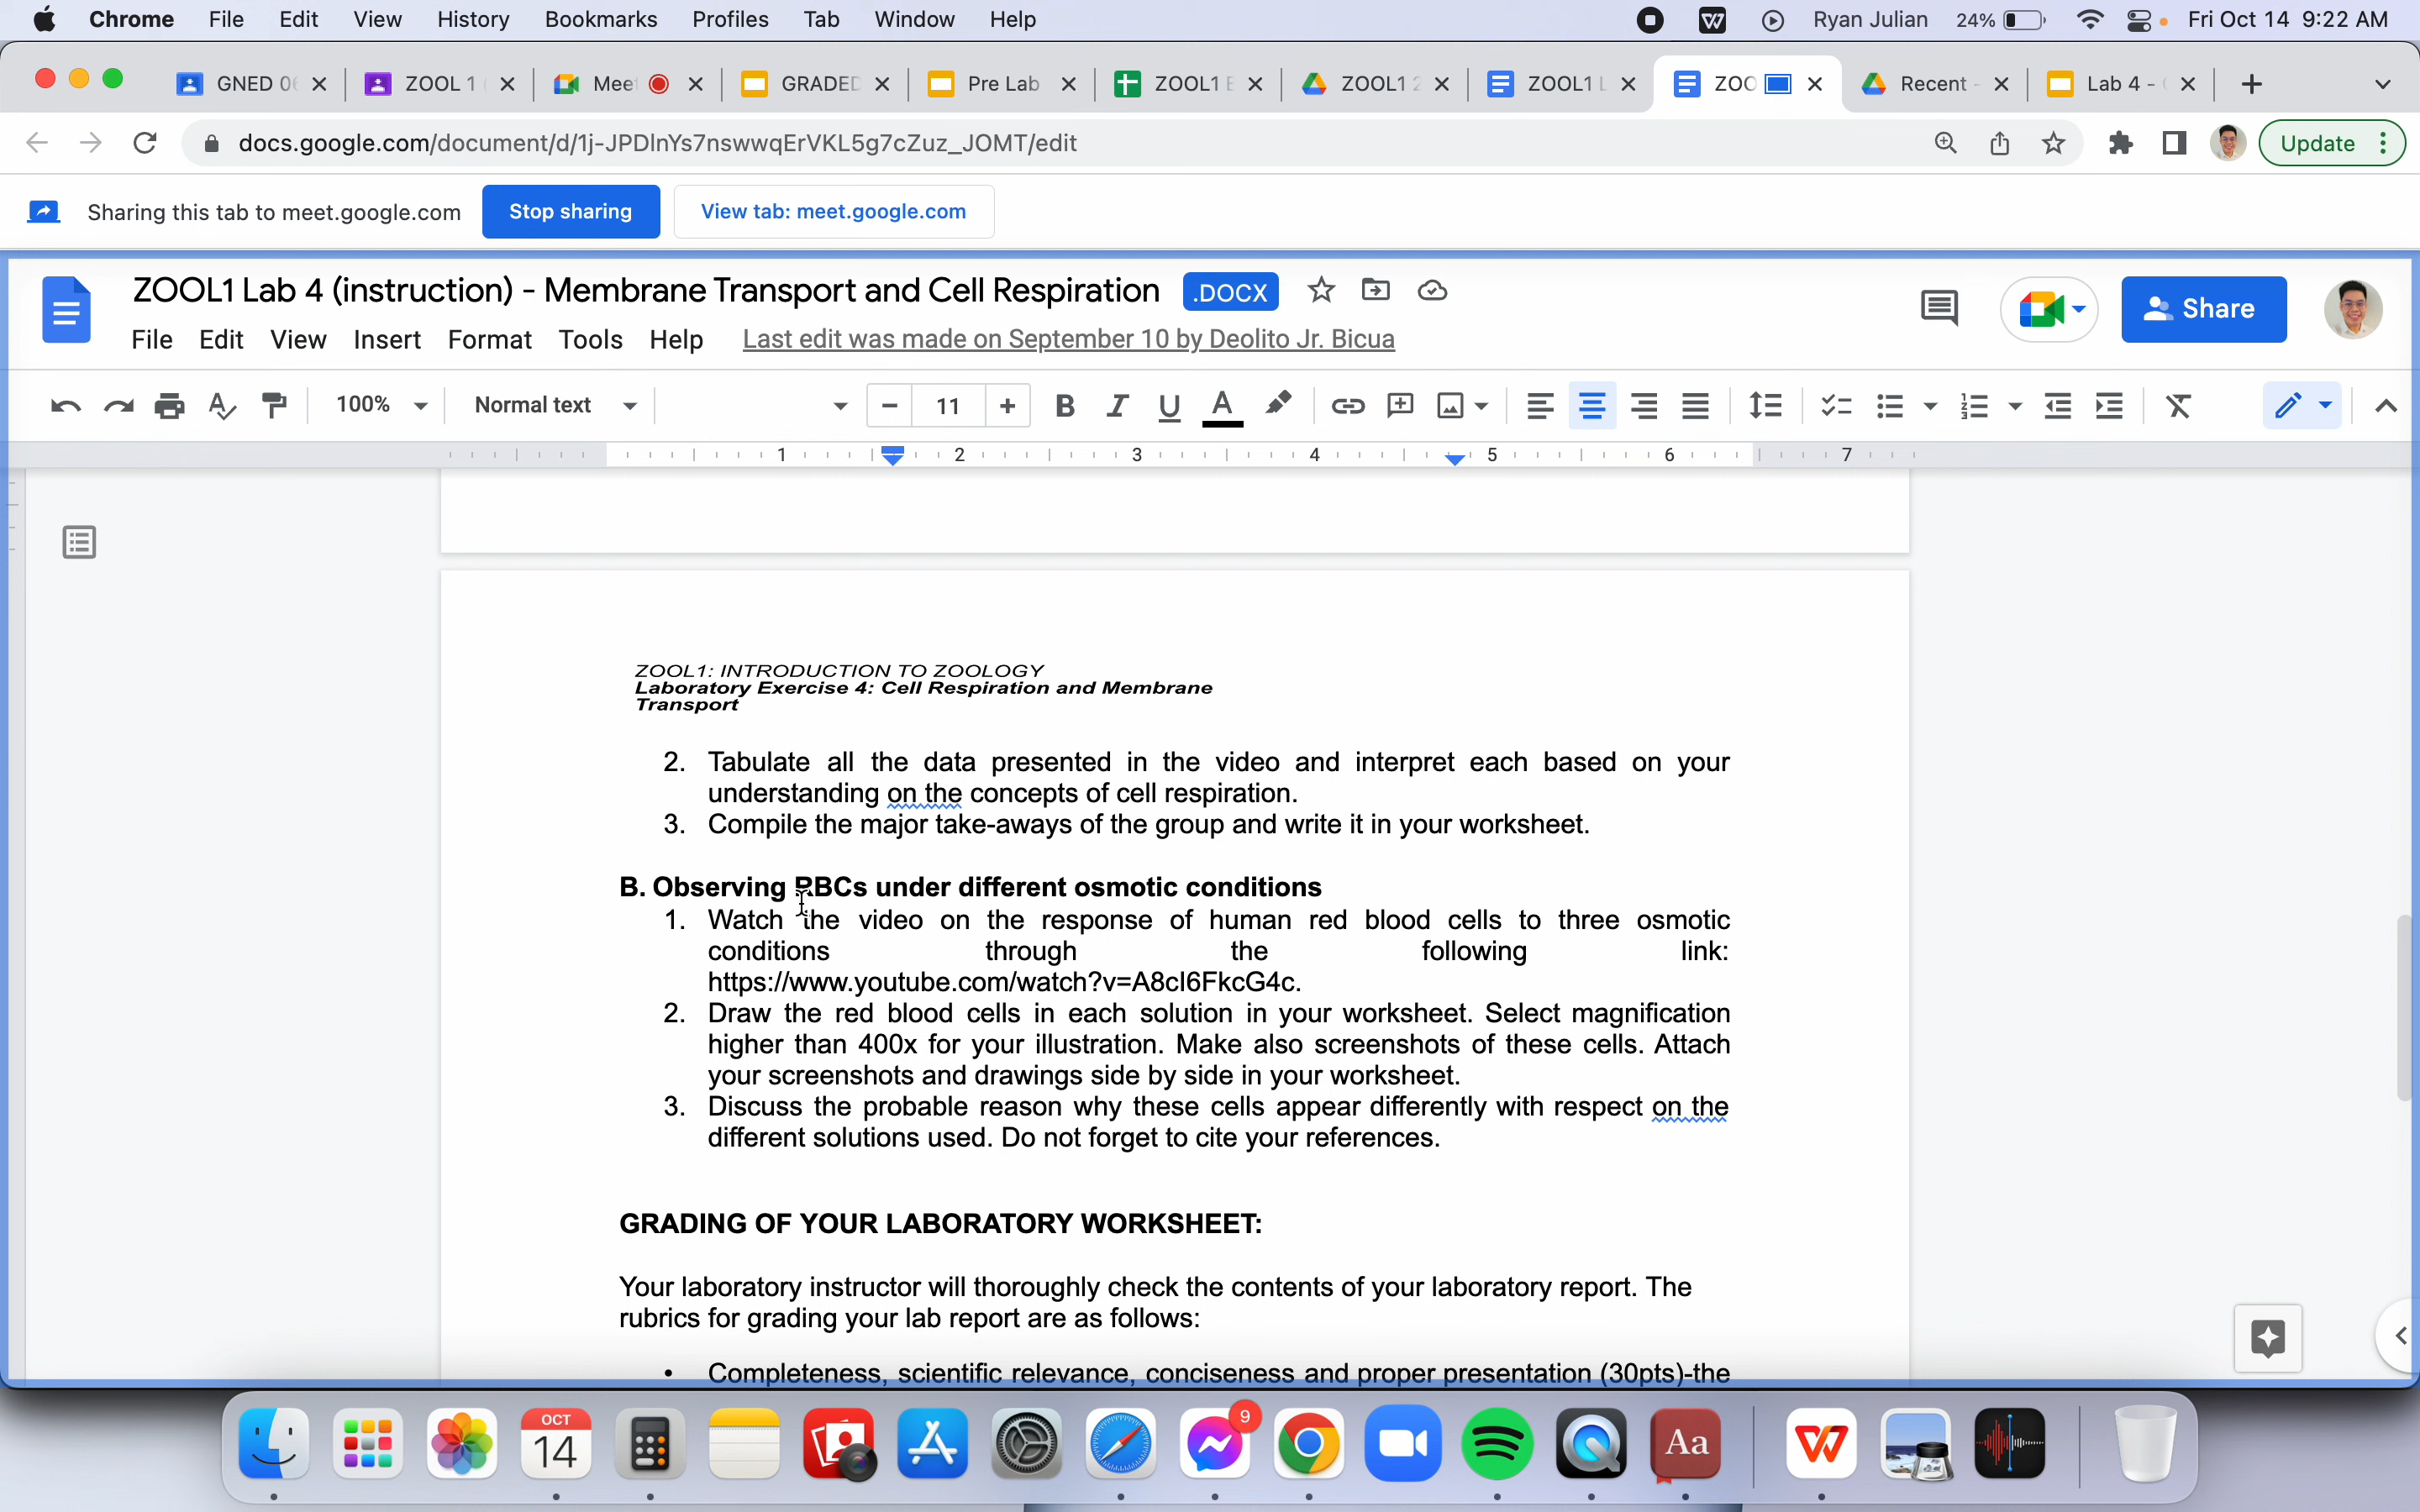 Chrome File Edit View History Bookmarks Profiles Tab Window Help Ryan Julian 24% Fri Oct 14 9:22 AM
GNED 0 ZOOL 1 Meet GRADED Pre Lab ZOOL1 E ZOOL1 2 ZOOL1 L ZOO Recent - Lab 4 -
docs.google.com/document/d/1j-JPDlnYs7nswwqErVKL5g7cZuz_JOMT/edit Update
Sharing this tab to meet.google.com Stop sharing View tab: meet.google.com
ZOOL1 Lab 4 (instruction) - Membrane Transport and Cell Respiration .DOCX Share
File Edit View Insert Format Tools Help Last edit was made on September 10 by Deolito Jr. Bicua
100% Normal text 11
1 2 3 4 5 6 7
ZOOL1: INTRODUCTION TO ZOOLOGY
Laboratory Exercise 4: Cell Respiration and Membrane
Transport
2. Tabulate all the data presented in the video and interpret each based on your
understanding on the concepts of cell respiration.
3. Compile the major take-aways of the group and write it in your worksheet.
B. Observing RBCs under different osmotic conditions
1. Watch the video on the response of human red blood cells to three osmotic
conditions through the following link:
https://www.youtube.com/watch?v=A8cI6FkcG4c.
2. Draw the red blood cells in each solution in your worksheet. Select magnification
higher than 400x for your illustration. Make also screenshots of these cells. Attach
your screenshots and drawings side by side in your worksheet.
3. Discuss the probable reason why these cells appear differently with respect on the
different solutions used. Do not forget to cite your references.
GRADING OF YOUR LABORATORY WORKSHEET:
Your laboratory instructor will thoroughly check the contents of your laboratory report. The
rubrics for grading your lab report are as follows:
• Completeness, scientific relevance, conciseness and proper presentation (30pts)-the
OCT
14
9
Aa